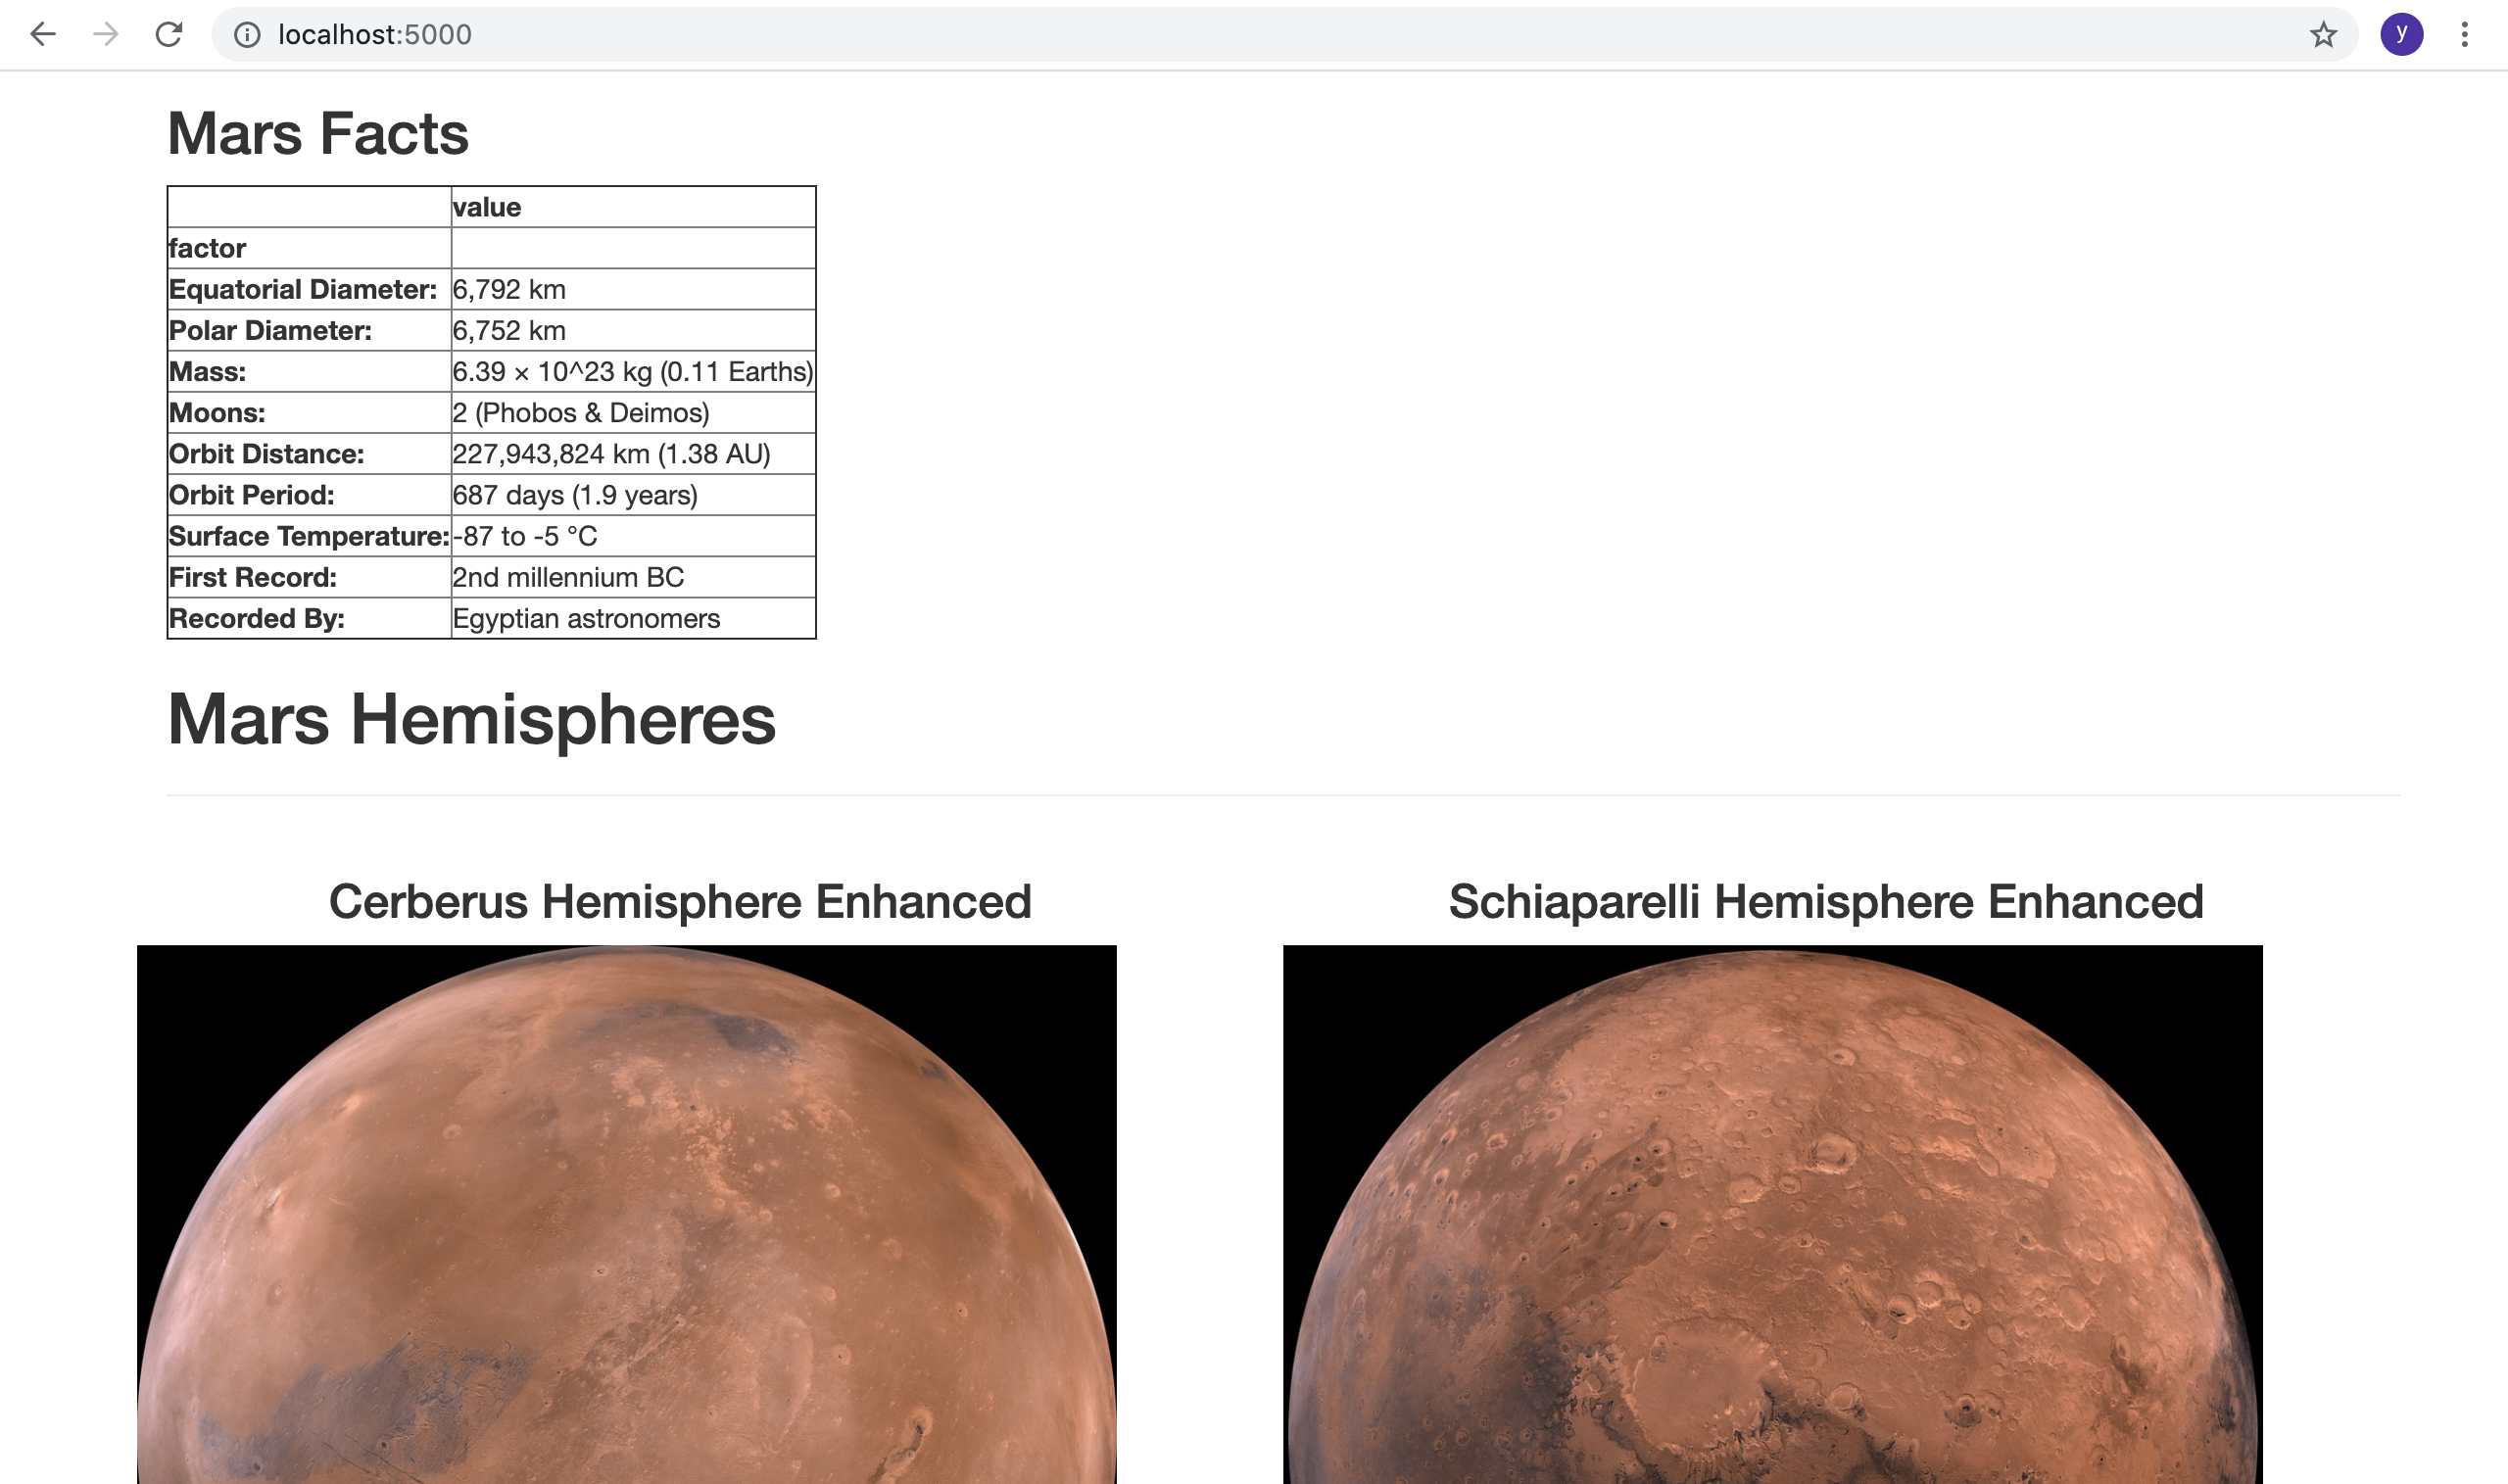 localhost:5000
y
Mars Facts
value
factor
Equatorial Diameter: 6,792 km
Polar Diameter: 6,752 km
Mass: 6.39 × 10^23 kg (0.11 Earths)
Moons: 2 (Phobos & Deimos)
Orbit Distance: 227,943,824 km (1.38 AU)
Orbit Period: 687 days (1.9 years)
Surface Temperature: -87 to -5 °C
First Record: 2nd millennium BC
Recorded By: Egyptian astronomers
Mars Hemispheres
Cerberus Hemisphere Enhanced
Schiaparelli Hemisphere Enhanced